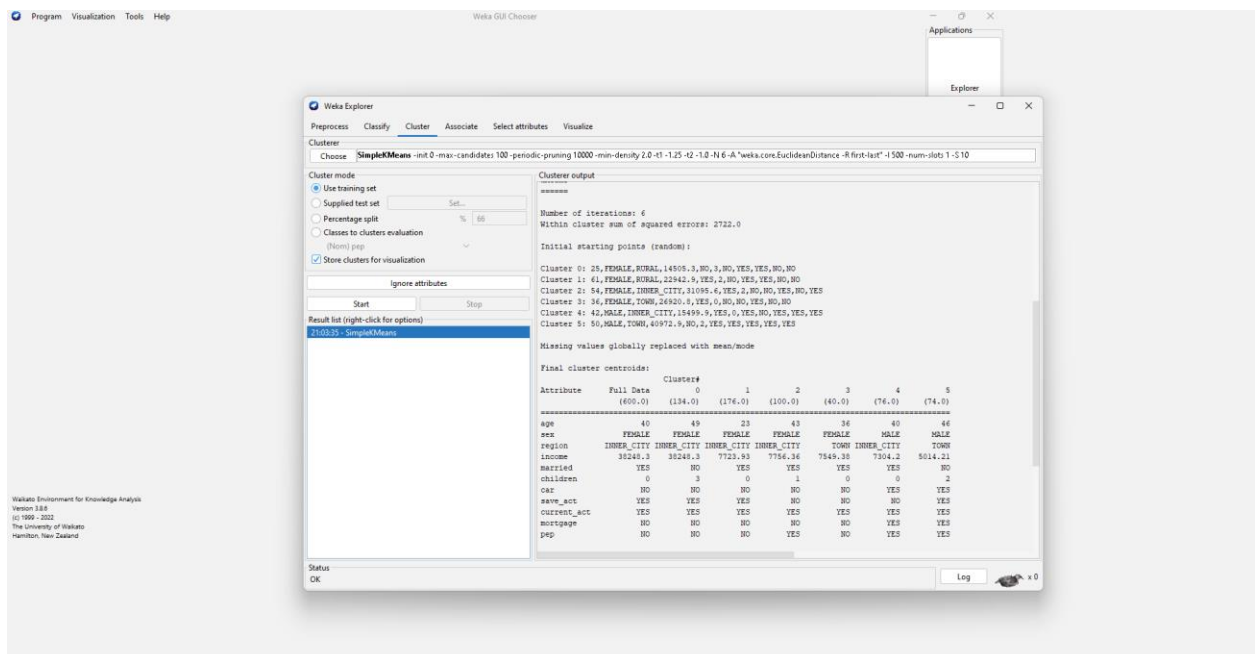 Program Visualization Tools Help
Weka GUI Chooser
Applications
Explorer
Weka Explorer
Preprocess Classify Cluster Associate Select attributes Visualize
Clusterer
Choose SimpleKMeans -init 0 -max-candidates 100 -periodic-pruning 10000 -min-density 2.0 -t1 -1.25 -t2 -1.0 -N 6 -A "weka.core.EuclideanDistance -R first-last" -I 500 -num-slots 1 -S 10
Cluster mode
Use training set
Supplied test set Set...
Percentage split % 66
Classes to clusters evaluation
(Nom) pep
Store clusters for visualization
Ignore attributes
Start Stop
Result list (right-click for options)
21:03:35 - SimpleKMeans
Clusterer output
======
Number of iterations: 6
Within cluster sum of squared errors: 2722.0
Initial starting points (random):
Cluster 0: 25,FEMALE,RURAL,14505.3,NO,3,NO,YES,YES,NO,NO
Cluster 1: 61,FEMALE,RURAL,22942.9,YES,2,NO,YES,YES,NO,NO
Cluster 2: 54,FEMALE,INNER_CITY,31095.6,YES,2,NO,NO,YES,NO,YES
Cluster 3: 36,FEMALE,TOWN,26920.8,YES,0,NO,NO,YES,NO,NO
Cluster 4: 42,MALE,INNER_CITY,15499.9,YES,0,YES,NO,YES,YES,YES
Cluster 5: 50,MALE,TOWN,40972.9,NO,2,YES,YES,YES,YES,YES
Missing values globally replaced with mean/mode
Final cluster centroids:
Cluster#
Attribute Full Data 0 1 2 3 4 5
(600.0) (134.0) (176.0) (100.0) (40.0) (76.0) (74.0)
age 40 49 23 43 36 40 46
sex FEMALE FEMALE FEMALE FEMALE FEMALE MALE MALE
region INNER_CITY INNER_CITY INNER_CITY INNER_CITY TOWN INNER_CITY TOWN
income 38248.3 38248.3 7723.93 7756.36 7549.38 7304.2 5014.21
married YES NO YES YES YES YES NO
children 0 3 0 1 0 0 2
car NO NO NO NO NO YES YES
save_act YES YES YES NO NO NO YES
current_act YES YES YES YES YES YES YES
mortgage NO NO NO NO NO YES YES
pep NO NO NO YES NO YES YES
Status
OK
Log x 0
Waikato Environment for Knowledge Analysis
Version 3.8.6
(c) 1999 - 2022
The University of Waikato
Hamilton, New Zealand